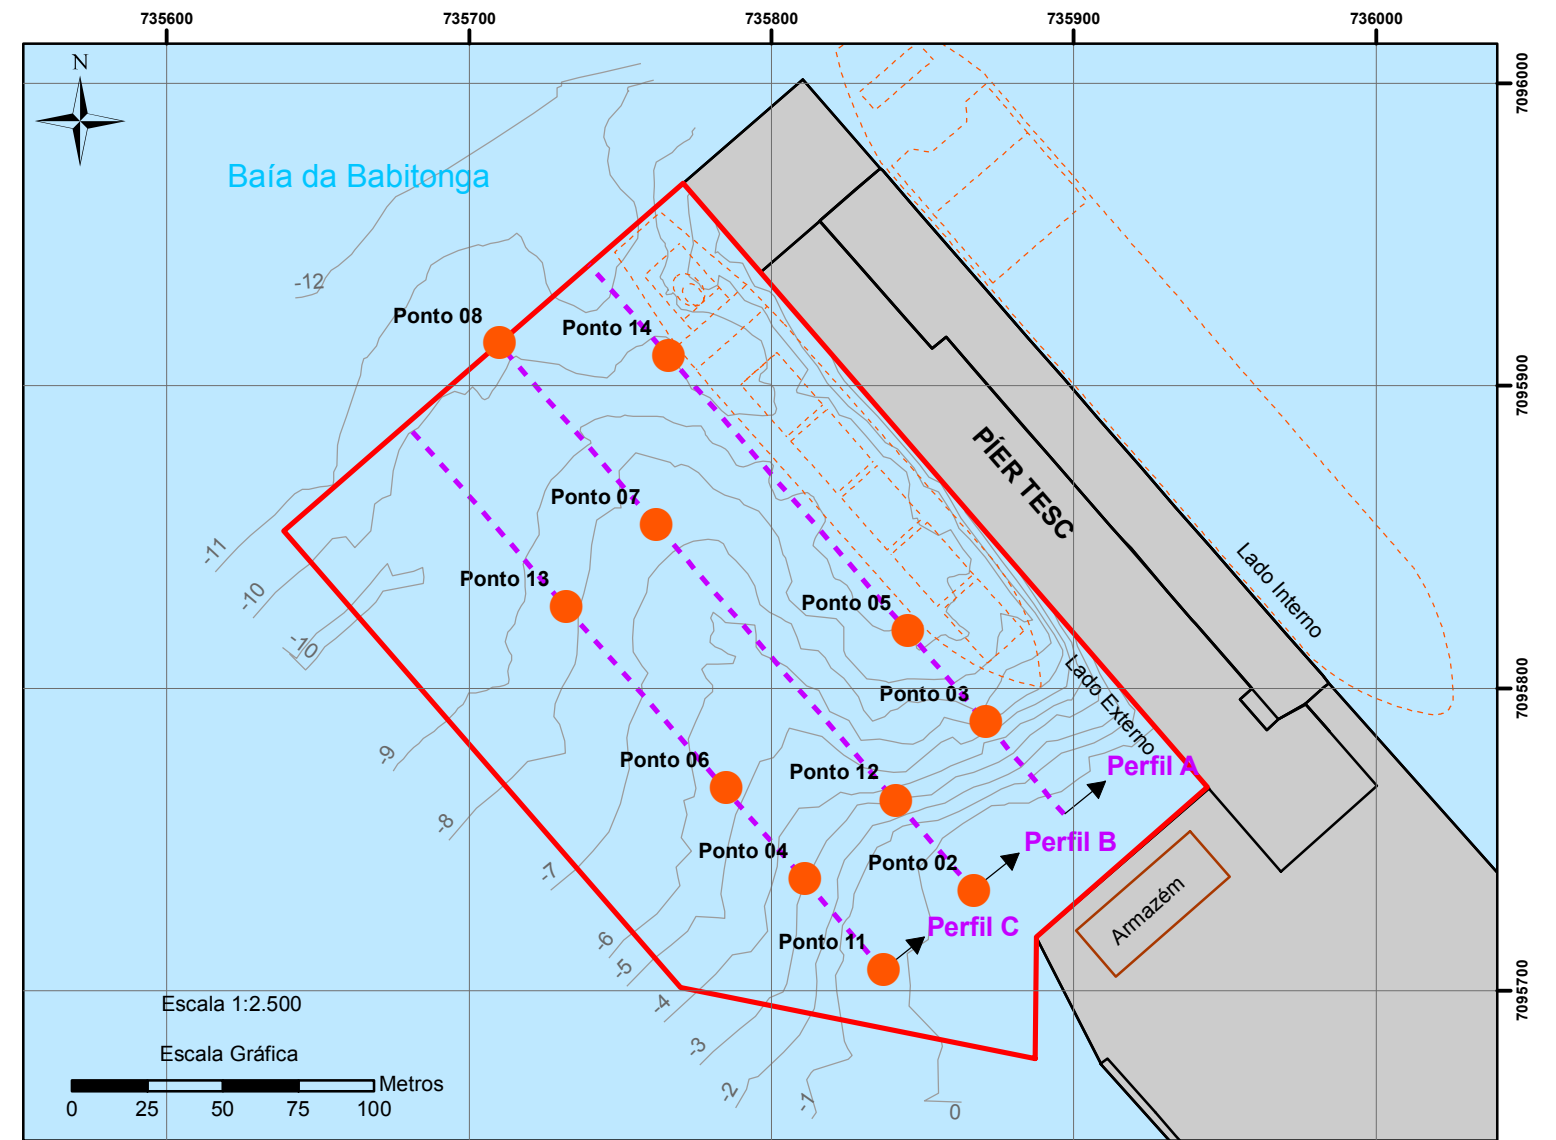 735600
735700
735800
735900
736000
N
7096000
Baía da Babitonga
-12
Ponto 08
Ponto 14
7095900
PÍER TESC
Ponto 07
-11
Lado Interno
Ponto 13
-10
Ponto 05
-10
Lado Externo
7095800
Ponto 03
-9
Ponto 06
Ponto 12
Perfil A
-8
Perfil B
Ponto 04
Ponto 02
-7
Armazém
Perfil C
Ponto 11
-6
-5
7095700
Escala 1:2.500
-4
-3
Escala Gráfica
Metros
-2
-1
0
0 25 50 75 100